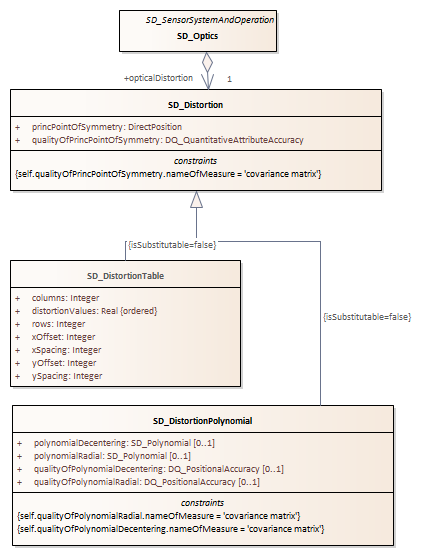 SD_SensorSystemAndOperation
SD_Optics
+opticalDistortion 1
SD_Distortion
+ princPointOfSymmetry: DirectPosition
+ qualityOfPrincPointOfSymmetry: DQ_QuantitativeAttributeAccuracy
constraints
{self.qualityOfPrincPointOfSymmetry.nameOfMeasure = 'covariance matrix'}
{isSubstitutable=false}
SD_DistortionTable
+ columns: Integer
+ distortionValues: Real {ordered}
+ rows: Integer
+ xOffset: Integer
+ xSpacing: Integer
+ yOffset: Integer
+ ySpacing: Integer
{isSubstitutable=false}
SD_DistortionPolynomial
+ polynomialDecentering: SD_Polynomial [0..1]
+ polynomialRadial: SD_Polynomial [0..1]
+ qualityOfPolynomialDecentering: DQ_PositionalAccuracy [0..1]
+ qualityOfPolynomialRadial: DQ_PositionalAccuracy [0..1]
constraints
{self.qualityOfPolynomialRadial.nameOfMeasure = 'covariance matrix'}
{self.qualityOfPolynomialDecentering.nameOfMeasure = 'covariance matrix'}